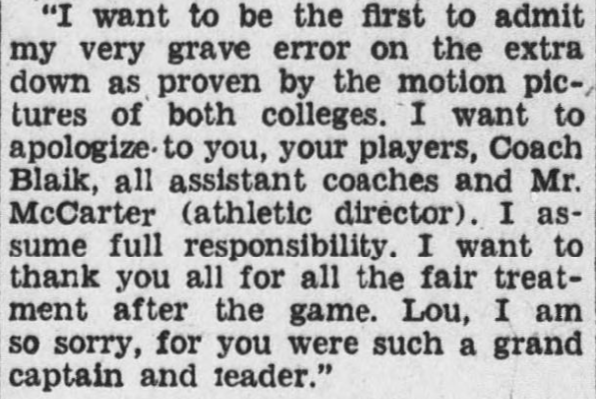 "I want to be the first to admit
my very grave error on the extra
down as proven by the motion pic-
tures of both colleges. I want to
apologize to you, your players, Coach
Blaik, all assistant coaches and Mr.
McCarter (athletic director). I as-
sume full responsibility. I want to
thank you all for all the fair treat-
ment after the game. Lou, I am
so sorry, for you were such a grand
captain and leader."